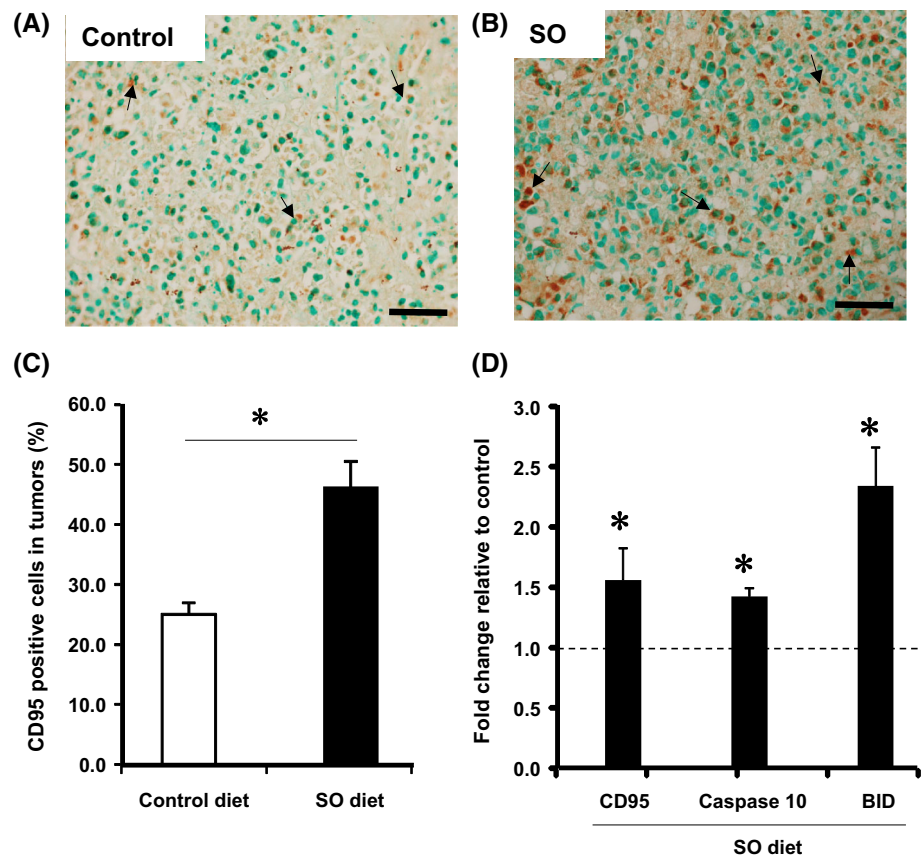 (A)
Control
(B)
SO
(C)
CD95 positive cells in tumors (%)
60.0
50.0
40.0
30.0
20.0
10.0
0.0
*
Control diet
SO diet
(D)
Fold change relative to control
3.0
2.5
2.0
1.5
1.0
0.5
0.0
*
*
*
CD95
Caspase 10
BID
SO diet